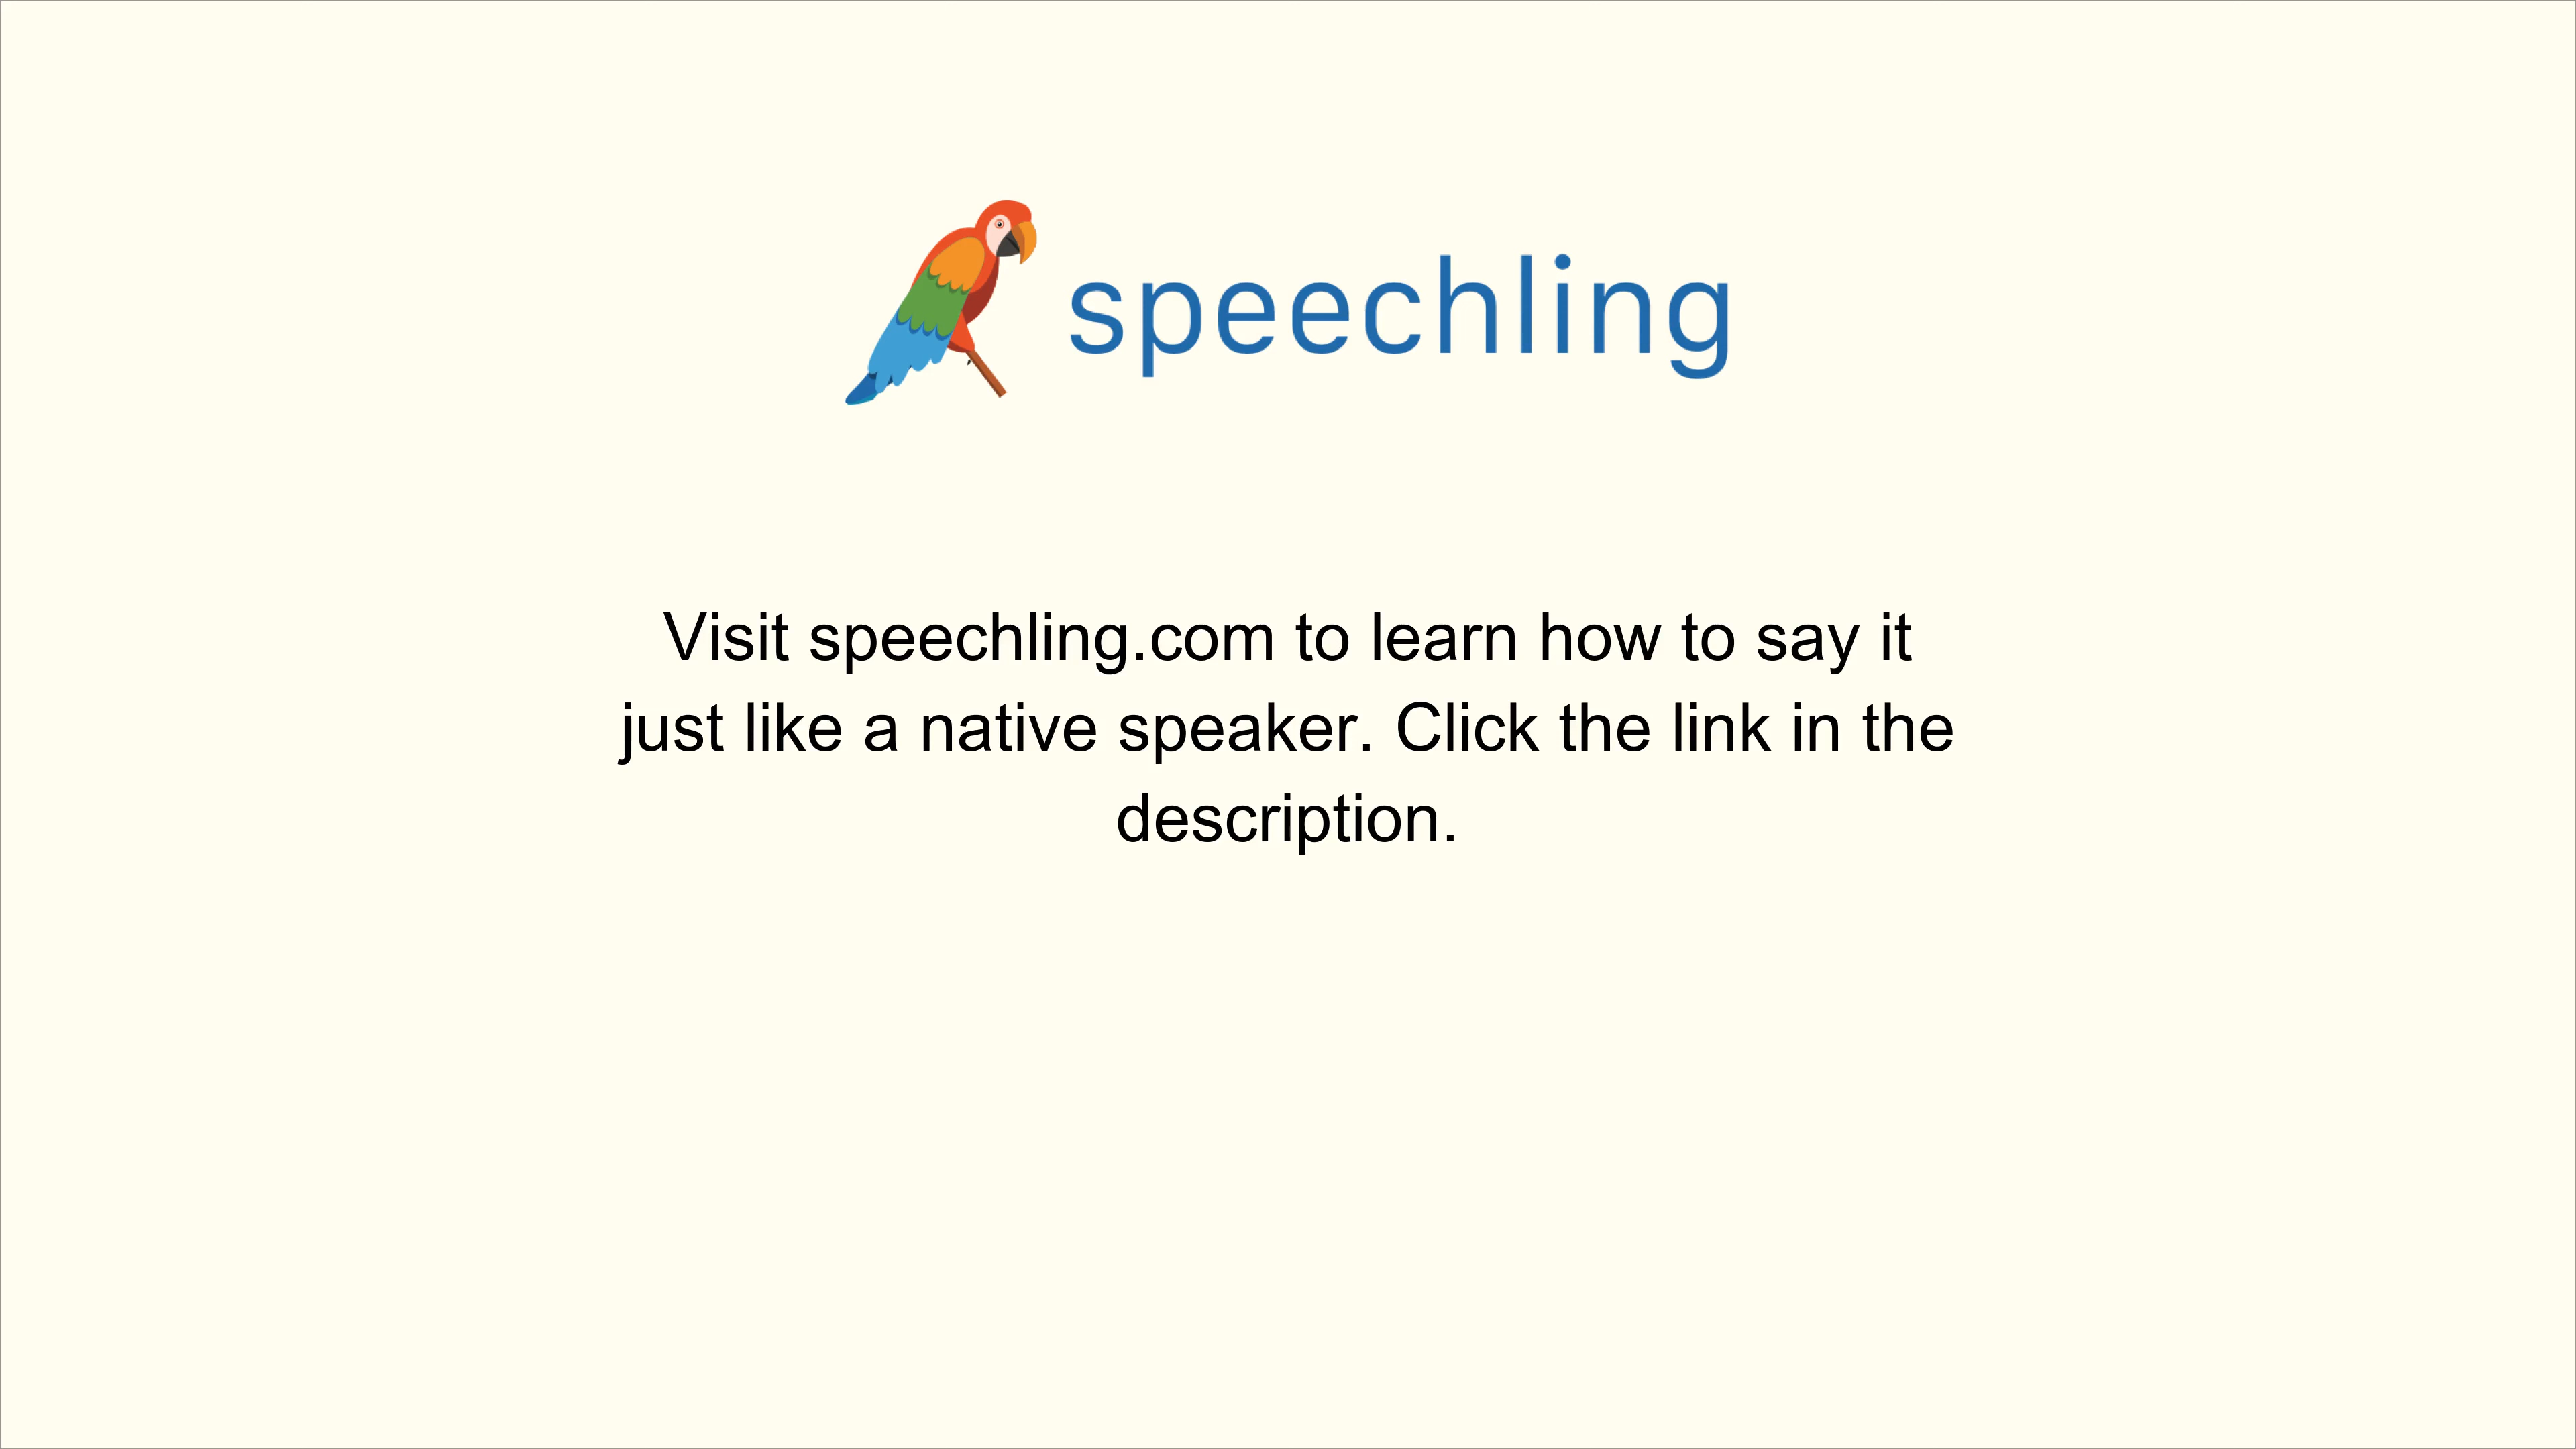 speechling
Visit speechling.com to learn how to say it
just like a native speaker. Click the link in the
description.